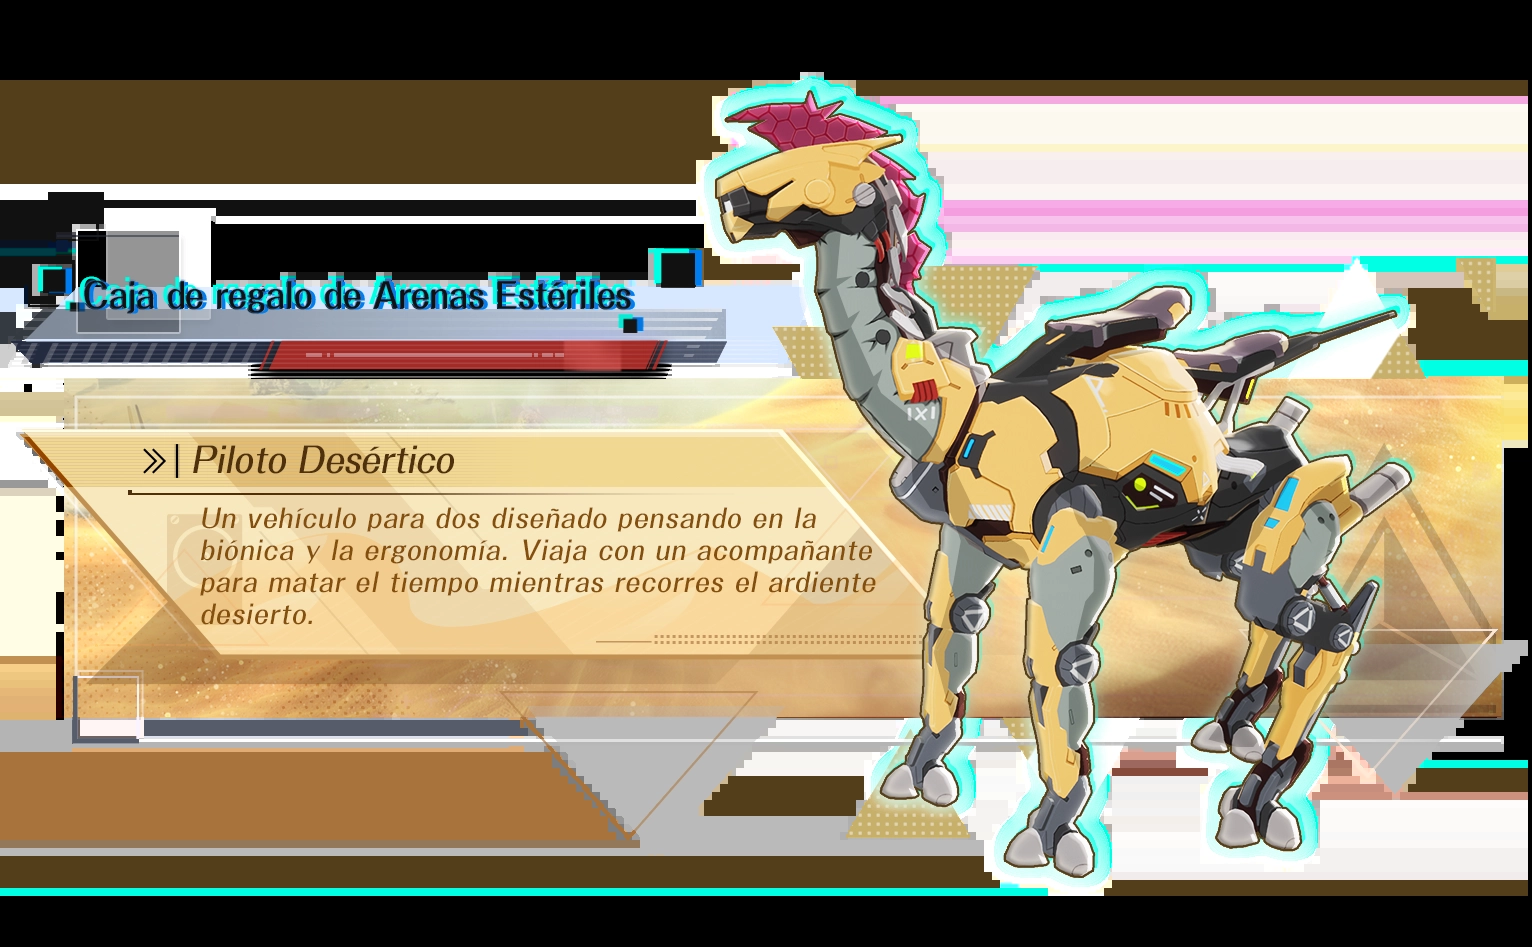 Caja de regalo de Arenas Estériles
Piloto Desértico
Un vehículo para dos diseñado pensando en la
biónica y la ergonomía. Viaja con un acompañante
para matar el tiempo mientras recorres el ardiente
desierto.